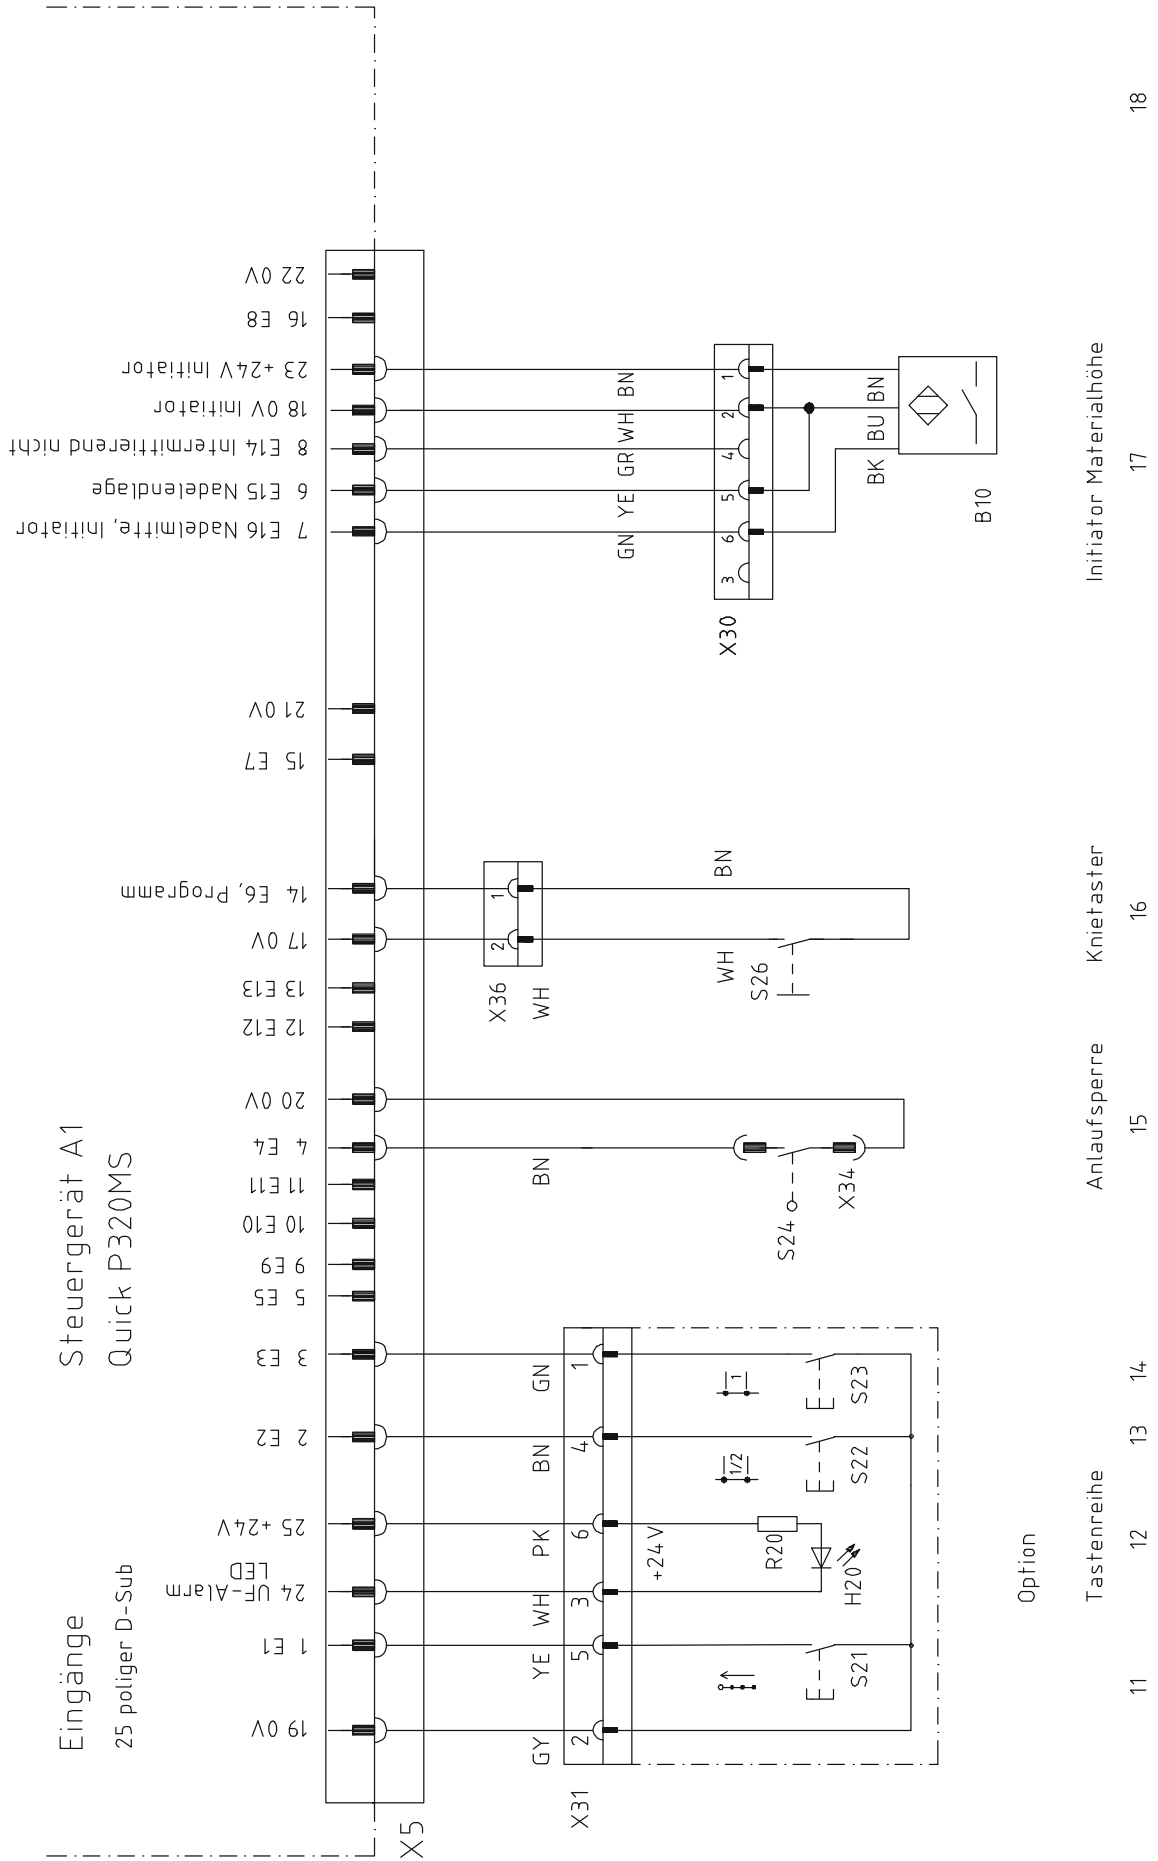 Eingänge
25 poliger D-Sub
Steuergerät A1
Quick P320MS
19 0V
1 E1
24 UF-Alarm
LED
25 +24V
2 E2
3 E3
5 E5
9 E9
10 E10
11 E11
4 E4
20 0V
12 E12
13 E13
17 0V
14 E6, Programm
15 E7
21 0V
7 E16 Nadelmitte, Initiator
6 E15 Nadelendlage
8 E14 Intermittierend nicht
18 0V Initiator
23 +24V Initiator
16 E8
22 0V
X5
GY
YE
WH
PK
BN
GN
BN
X31
2
5
3
6
4
1
+24V
1/2
1
R20
H20
S21
S22
S23
S24
X34
X36
2
1
WH
WH
BN
S26
GN
YE
GR
WH
BN
X30
3
6
5
4
2
1
BK
BU
BN
B10
Option
Tastenreihe
Anlaufsperre
Knietaster
Initiator Materialhöhe
11
12
13
14
15
16
17
18